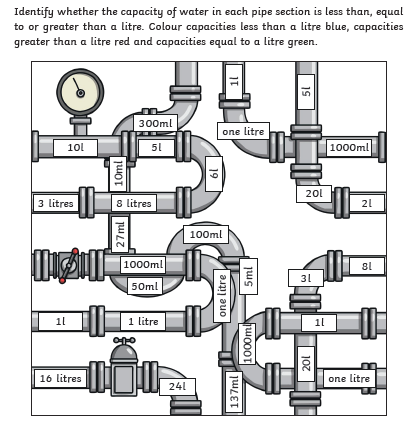 Identify whether the capacity of water in each pipe section is less than, equal
to or greater than a litre. Colour capacities less than a litre blue, capacities
greater than a litre red and capacities equal to a litre green.
1l
5l
300ml
one litre
10l
5l
1000ml
10ml
6l
3 litres
8 litres
20l
2l
27ml
100ml
1000ml
50ml
one litre
5ml
3l
8l
1l
1 litre
1000ml
1l
16 litres
24l
137ml
20l
one litre